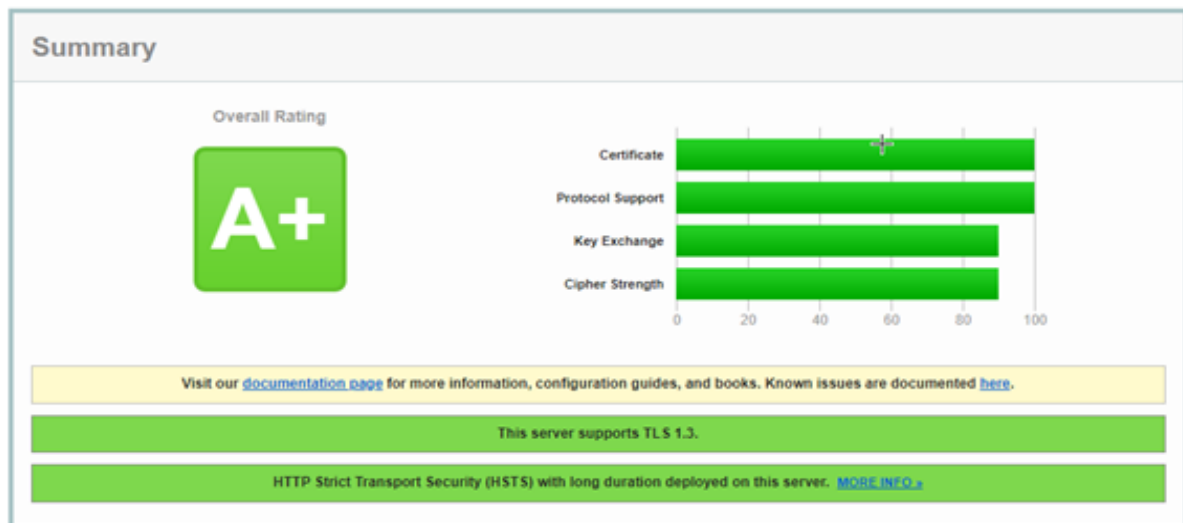 Summary
Overall Rating
A+
Certificate
Protocol Support
Key Exchange
Cipher Strength
0 20 40 60 80 100
Visit our documentation page for more information, configuration guides, and books. Known issues are documented here.
This server supports TLS 1.3.
HTTP Strict Transport Security (HSTS) with long duration deployed on this server. MORE INFO »